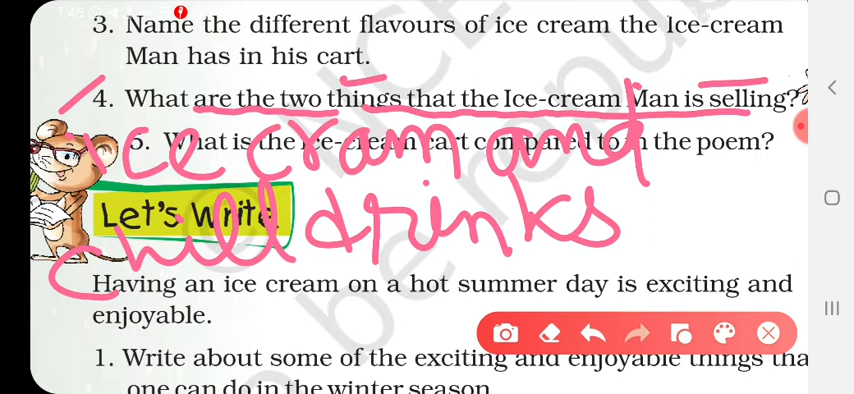 7:45
3. Name the different flavours of ice cream the Ice-cream
Man has in his cart.
4. What are the two things that the Ice-cream Man is selling?
Ice cram and
5. What is the Ice-cream cart compared to in the poem?
chill drinks
Let's Write
Having an ice cream on a hot summer day is exciting and
enjoyable.
1. Write about some of the exciting and enjoyable things tha
one can do in the winter season.